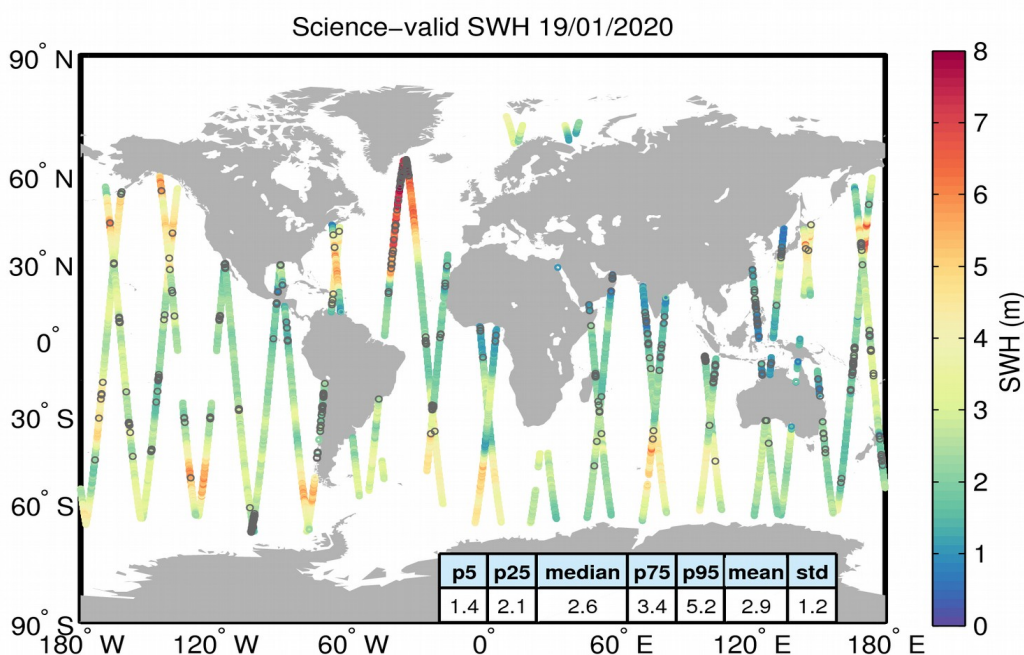 Science−valid SWH 19/01/2020
90° N
60° N
30° N
0°
30° S
60° S
90° S
180° W
120° W
60° W
0°
60° E
120° E
180° E
p5 p25 median p75 p95 mean std
1.4 2.1 2.6 3.4 5.2 2.9 1.2
8
7
6
5
4
3
2
1
0
SWH (m)